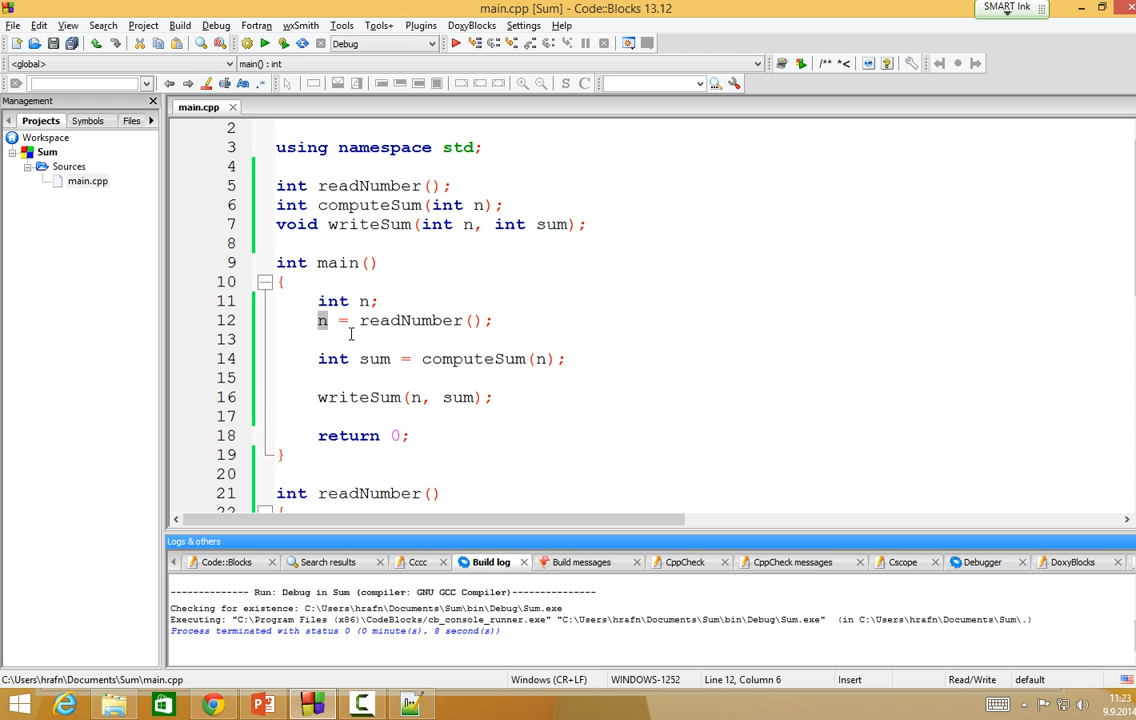 main.cpp [Sum] - Code::Blocks 13.12
SMART Ink
File Edit View Search Project Build Debug Fortran wxSmith Tools Tools+ Plugins DoxyBlocks Settings Help
Debug
<global>
main() : int
/** *<
S C
Management
main.cpp
Projects Symbols Files
Workspace
Sum
Sources
main.cpp
2
3 using namespace std;
4
5 int readNumber();
6 int computeSum(int n);
7 void writeSum(int n, int sum);
8
9 int main()
10 {
11 int n;
12 n = readNumber();
13
14 int sum = computeSum(n);
15
16 writeSum(n, sum);
17
18 return 0;
19 }
20
21 int readNumber()
22 {
Logs & others
Code::Blocks Search results Cccc Build log Build messages CppCheck CppCheck messages Cscope Debugger DoxyBlocks
-------------- Run: Debug in Sum (compiler: GNU GCC Compiler)---------------
Checking for existence: C:\Users\hrafn\Documents\Sum\bin\Debug\Sum.exe
Executing: "C:\Program Files (x86)\CodeBlocks/cb_console_runner.exe" "C:\Users\hrafn\Documents\Sum\bin\Debug\Sum.exe" (in C:\Users\hrafn\Documents\Sum\.)
Process terminated with status 0 (0 minute(s), 8 second(s))
C:\Users\hrafn\Documents\Sum\main.cpp Windows (CR+LF) WINDOWS-1252 Line 12, Column 6 Insert Read/Write default
11:23
9.9.2014